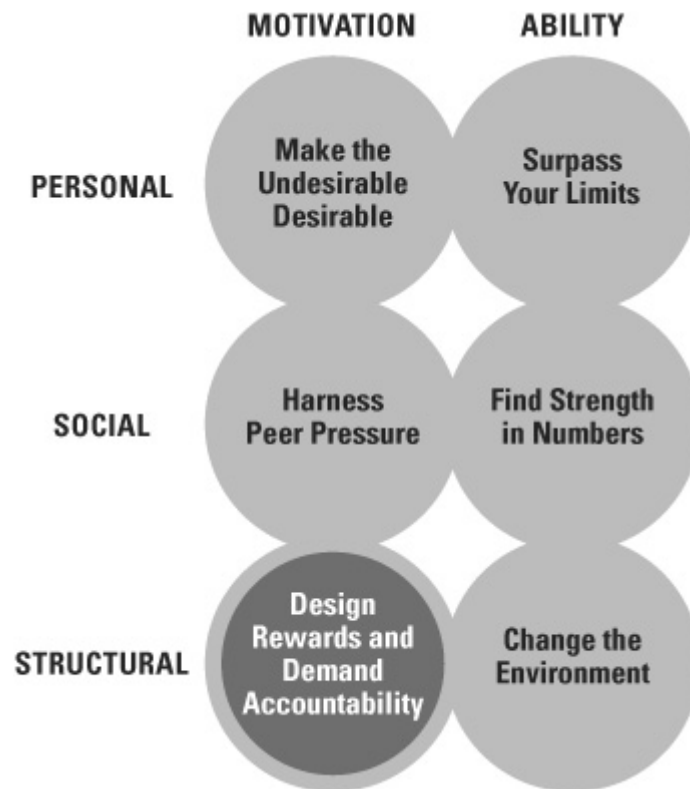 MOTIVATION ABILITY
PERSONAL
Make the
Undesirable
Desirable
Surpass
Your Limits
SOCIAL
Harness
Peer Pressure
Find Strength
in Numbers
STRUCTURAL
Design
Rewards and
Demand
Accountability
Change the
Environment